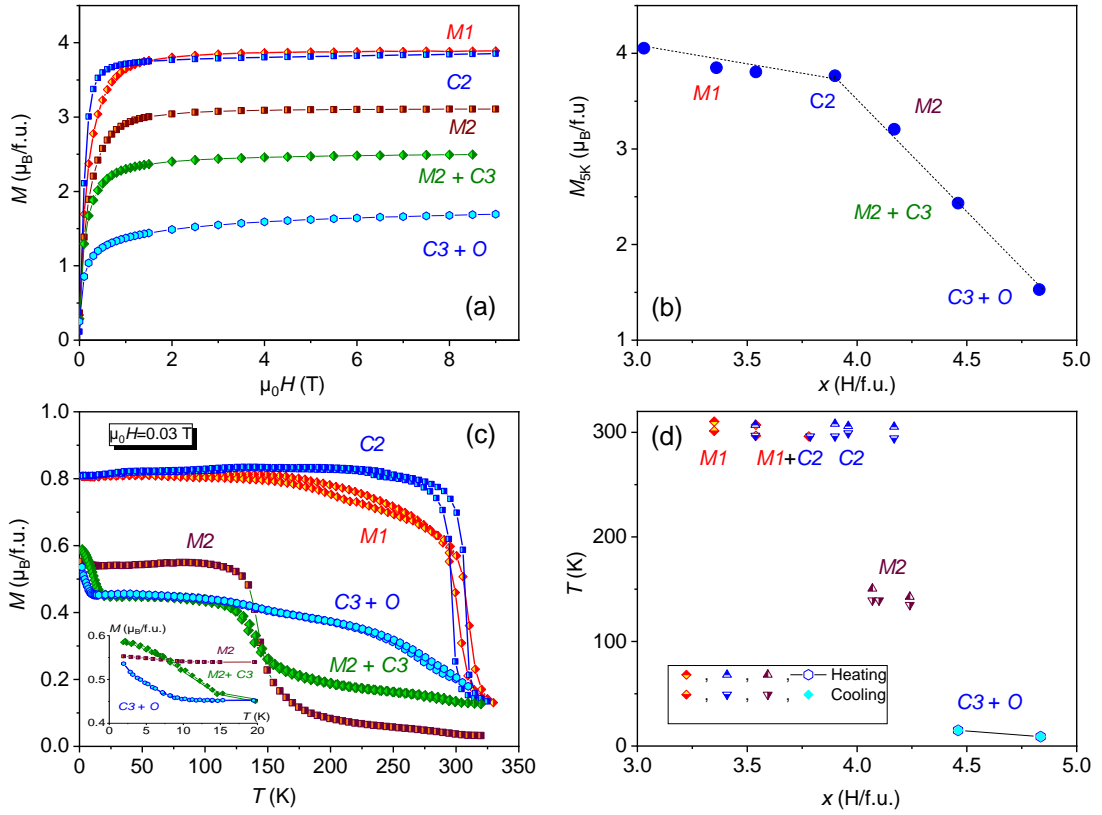 (a)
M (μB/f.u.)
4
3
2
1
0
M1
C2
M2
M2 + C3
C3 + O
0 2 4 6 8
μ0H (T)
(b)
M5K (μB/f.u)
4
3
2
1
M1
C2
M2
M2 + C3
C3 + O
3.0 3.5 4.0 4.5 5.0
x (H/f.u.)
(c)
μ0H=0.03 T
M (μB/f.u.)
1.0
0.8
0.6
0.4
0.2
0.0
C2
M1
M2
C3 + O
M2 + C3
M (μB/f.u.)
0.6
0.5
0.4
M2
M2+ C3
C3 + O
T (K)
0 5 10 15 20
0 50 100 150 200 250 300 350
T (K)
(d)
T (K)
300
200
100
0
M1 M1+C2 C2
M2
, , , Heating
, , , Cooling
C3 + O
3.0 3.5 4.0 4.5 5.0
x (H/f.u.)